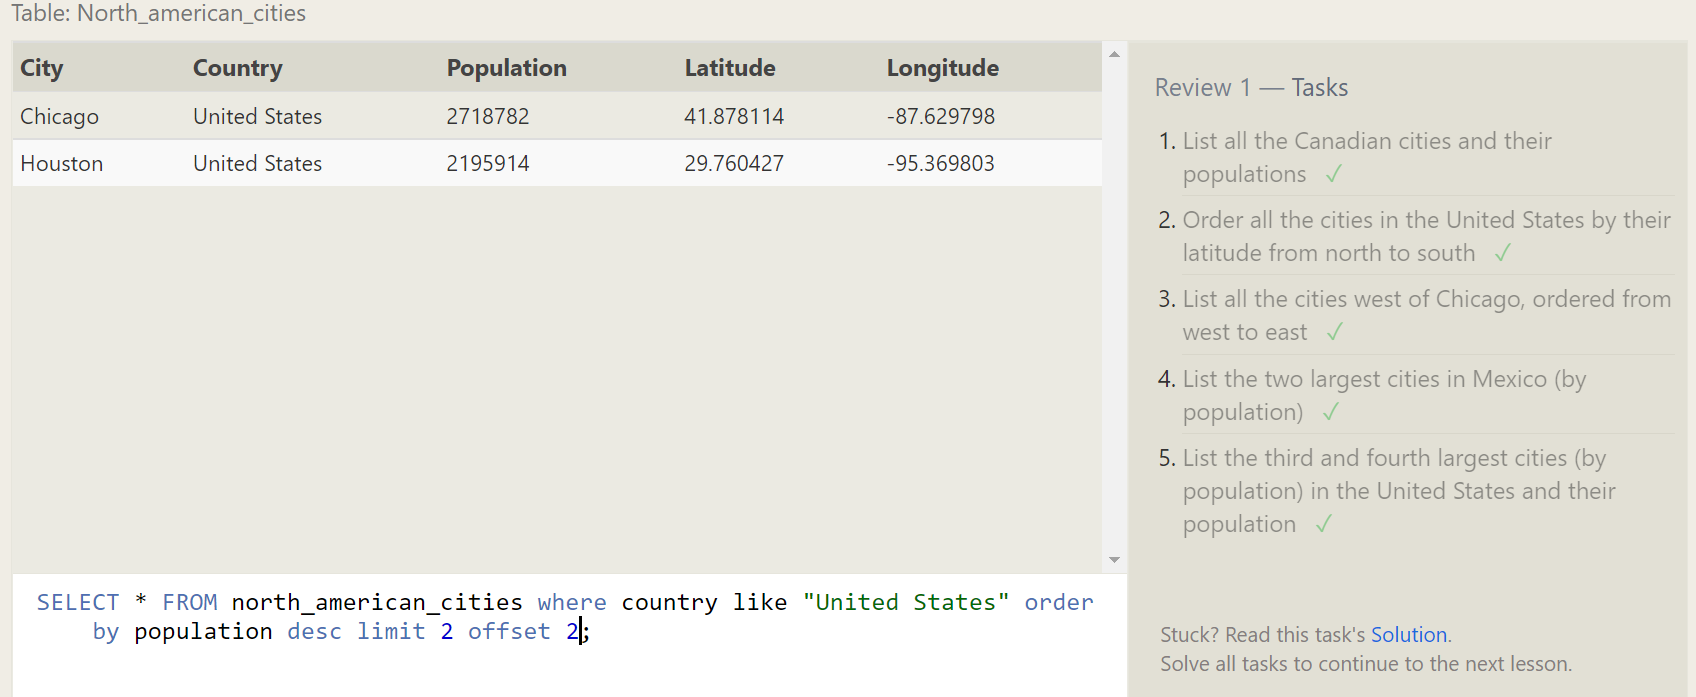 Table: North_american_cities
City Country Population Latitude Longitude
Chicago United States 2718782 41.878114 -87.629798
Houston United States 2195914 29.760427 -95.369803
SELECT * FROM north_american_cities where country like "United States" order
by population desc limit 2 offset 2;
Review 1 — Tasks
1. List all the Canadian cities and their
populations ✓
2. Order all the cities in the United States by their
latitude from north to south ✓
3. List all the cities west of Chicago, ordered from
west to east ✓
4. List the two largest cities in Mexico (by
population) ✓
5. List the third and fourth largest cities (by
population) in the United States and their
population ✓
Stuck? Read this task's Solution.
Solve all tasks to continue to the next lesson.